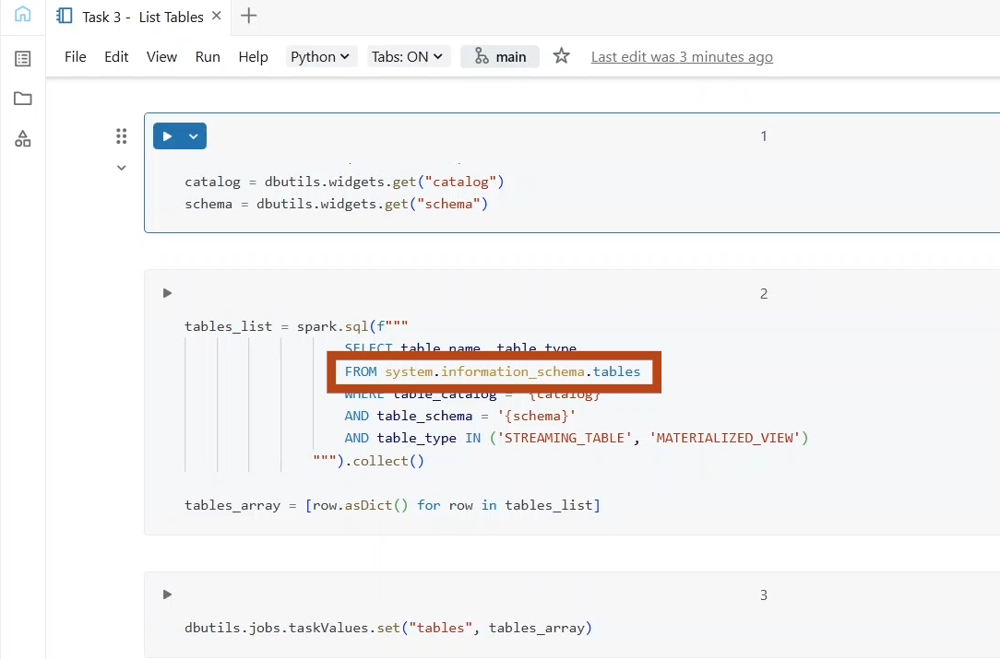 Task 3 -  List Tables
File Edit View Run Help Python Tabs: ON main Last edit was 3 minutes ago
1
catalog = dbutils.widgets.get("catalog")
schema = dbutils.widgets.get("schema")
2
tables_list = spark.sql(f"""
SELECT table_name, table_type
FROM system.information_schema.tables
WHERE table_catalog = '{catalog}'
AND table_schema = '{schema}'
AND table_type IN ('STREAMING_TABLE', 'MATERIALIZED_VIEW')
""").collect()
tables_array = [row.asDict() for row in tables_list]
3
dbutils.jobs.taskValues.set("tables", tables_array)